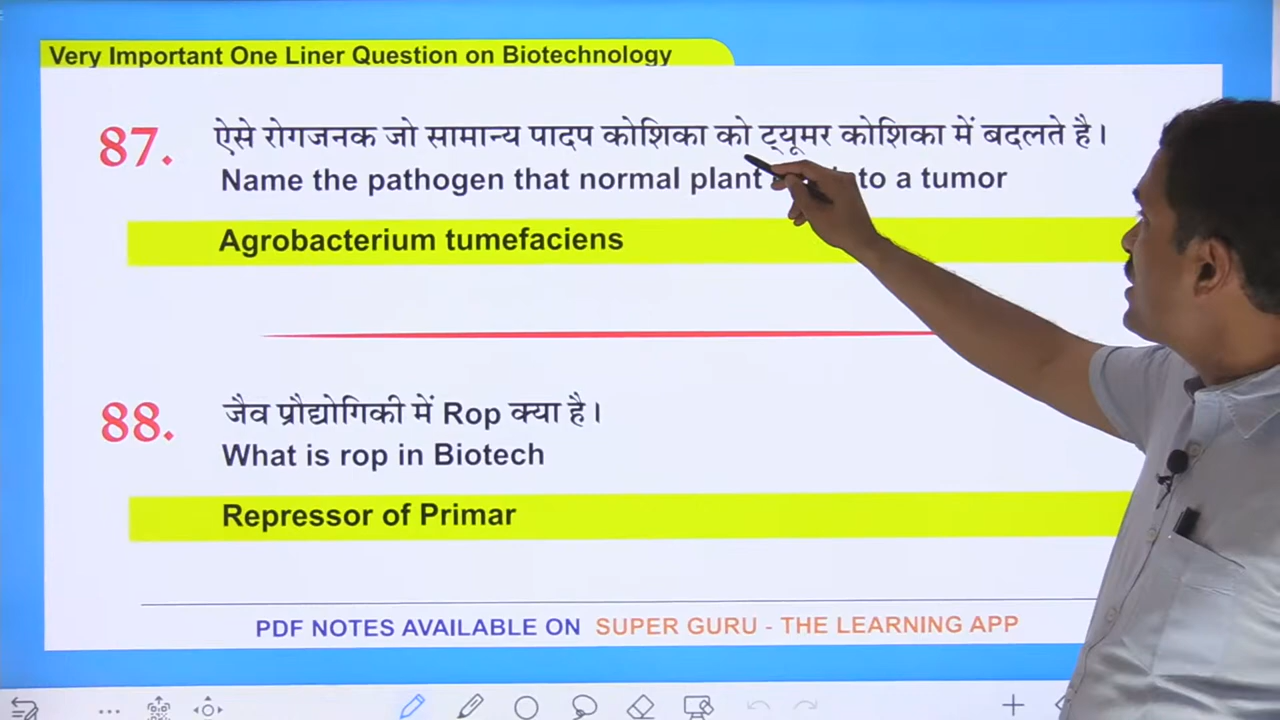 Very Important One Liner Question on Biotechnology
87. ऐसे रोगजनक जो सामान्य पादप कोशिका को ट्यूमर कोशिका में बदलते है।
Name the pathogen that normal plant to a tumor
Agrobacterium tumefaciens
88. जैव प्रौद्योगिकी में Rop क्या है।
What is rop in Biotech
Repressor of Primar
PDF NOTES AVAILABLE ON SUPER GURU - THE LEARNING APP